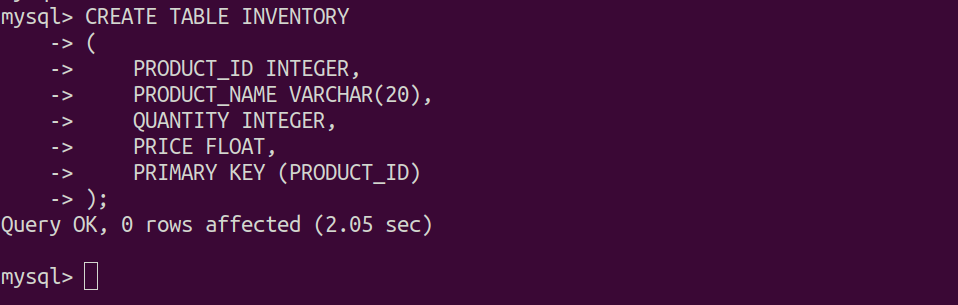 mysql> CREATE TABLE INVENTORY
    -> (
    ->     PRODUCT_ID INTEGER,
    ->     PRODUCT_NAME VARCHAR(20),
    ->     QUANTITY INTEGER,
    ->     PRICE FLOAT,
    ->     PRIMARY KEY (PRODUCT_ID)
    -> );
Query OK, 0 rows affected (2.05 sec)
mysql>